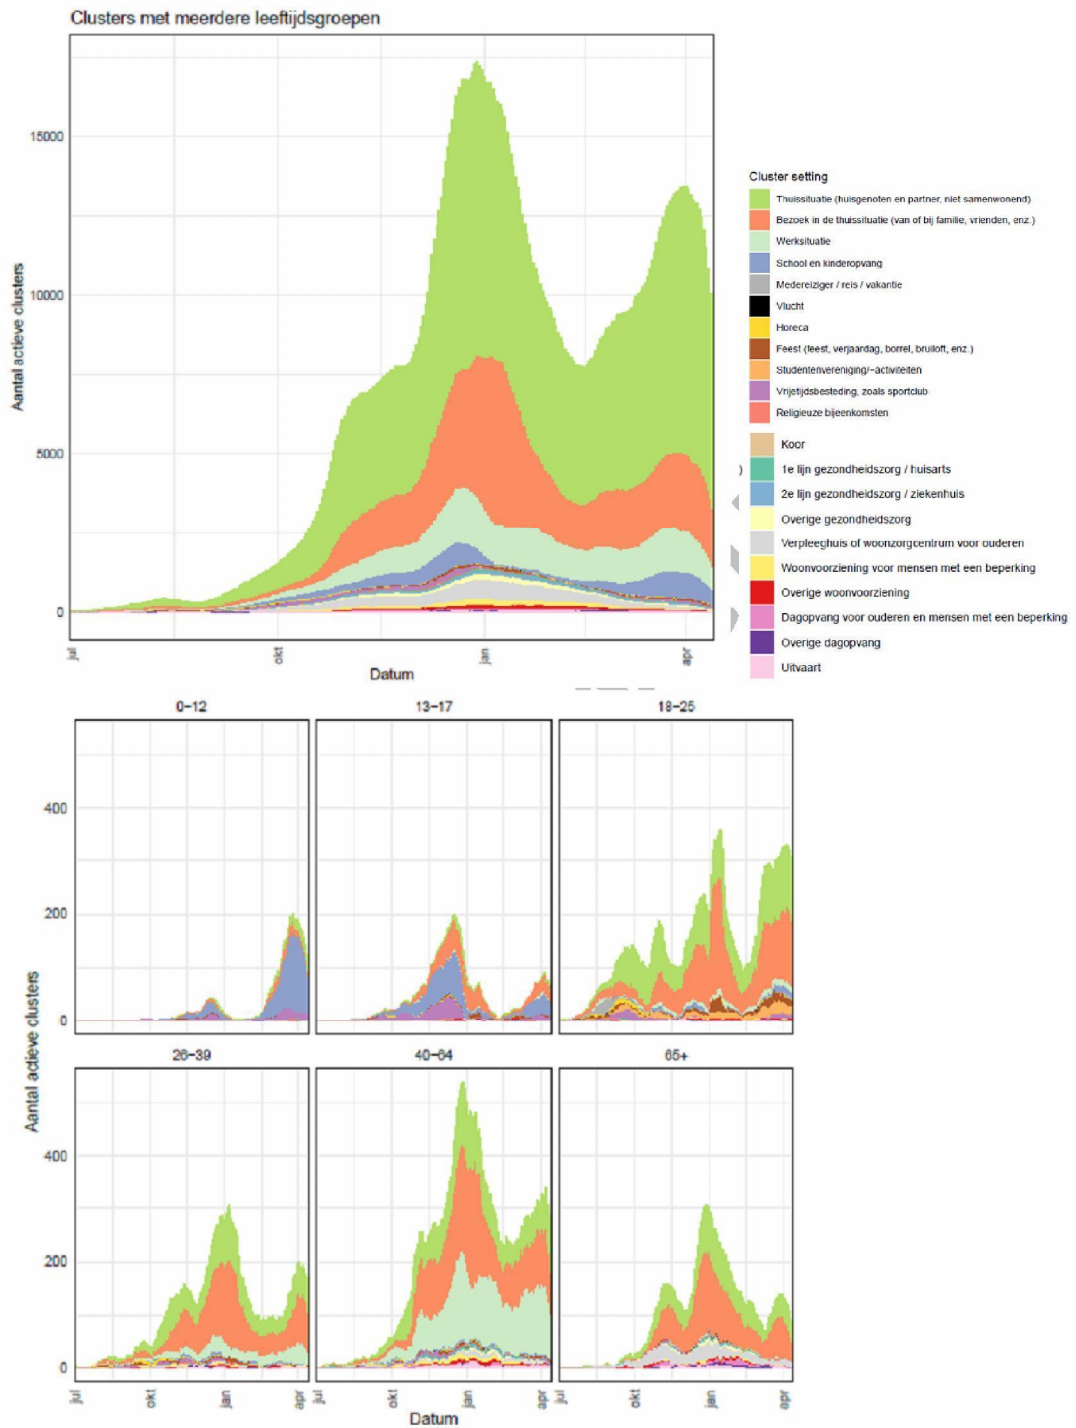 Clusters met meerdere leeftijdsgroepen
15000
10000
5000
0
Aantal actieve clusters
jul
okt
jan
apr
Datum
Cluster setting
Thuissituatie (huisgenoten en partner, niet samenwonend)
Bezoek in de thuissituatie (van of bij familie, vrienden, enz.)
Werksituatie
School en kinderopvang
Medereiziger / reis / vakantie
Vlucht
Horeca
Feest (feest, verjaardag, borrel, bruiloft, enz.)
Studentenvereniging/-activiteiten
Vrijetijdsbesteding, zoals sportclub
Religieuze bijeenkomsten
Koor
)
1e lijn gezondheidszorg / huisarts
2e lijn gezondheidszorg / ziekenhuis
Overige gezondheidszorg
Verpleeghuis of woonzorgcentrum voor ouderen
Woonvoorziening voor mensen met een beperking
Overige woonvoorziening
Dagopvang voor ouderen en mensen met een beperking
Overige dagopvang
Uitvaart
0-12
13-17
18-25
400
200
0
Aantal actieve clusters
26-39
40-64
65+
400
200
0
jul
okt
jan
apr
jul
okt
jan
apr
jul
okt
jan
apr
Datum